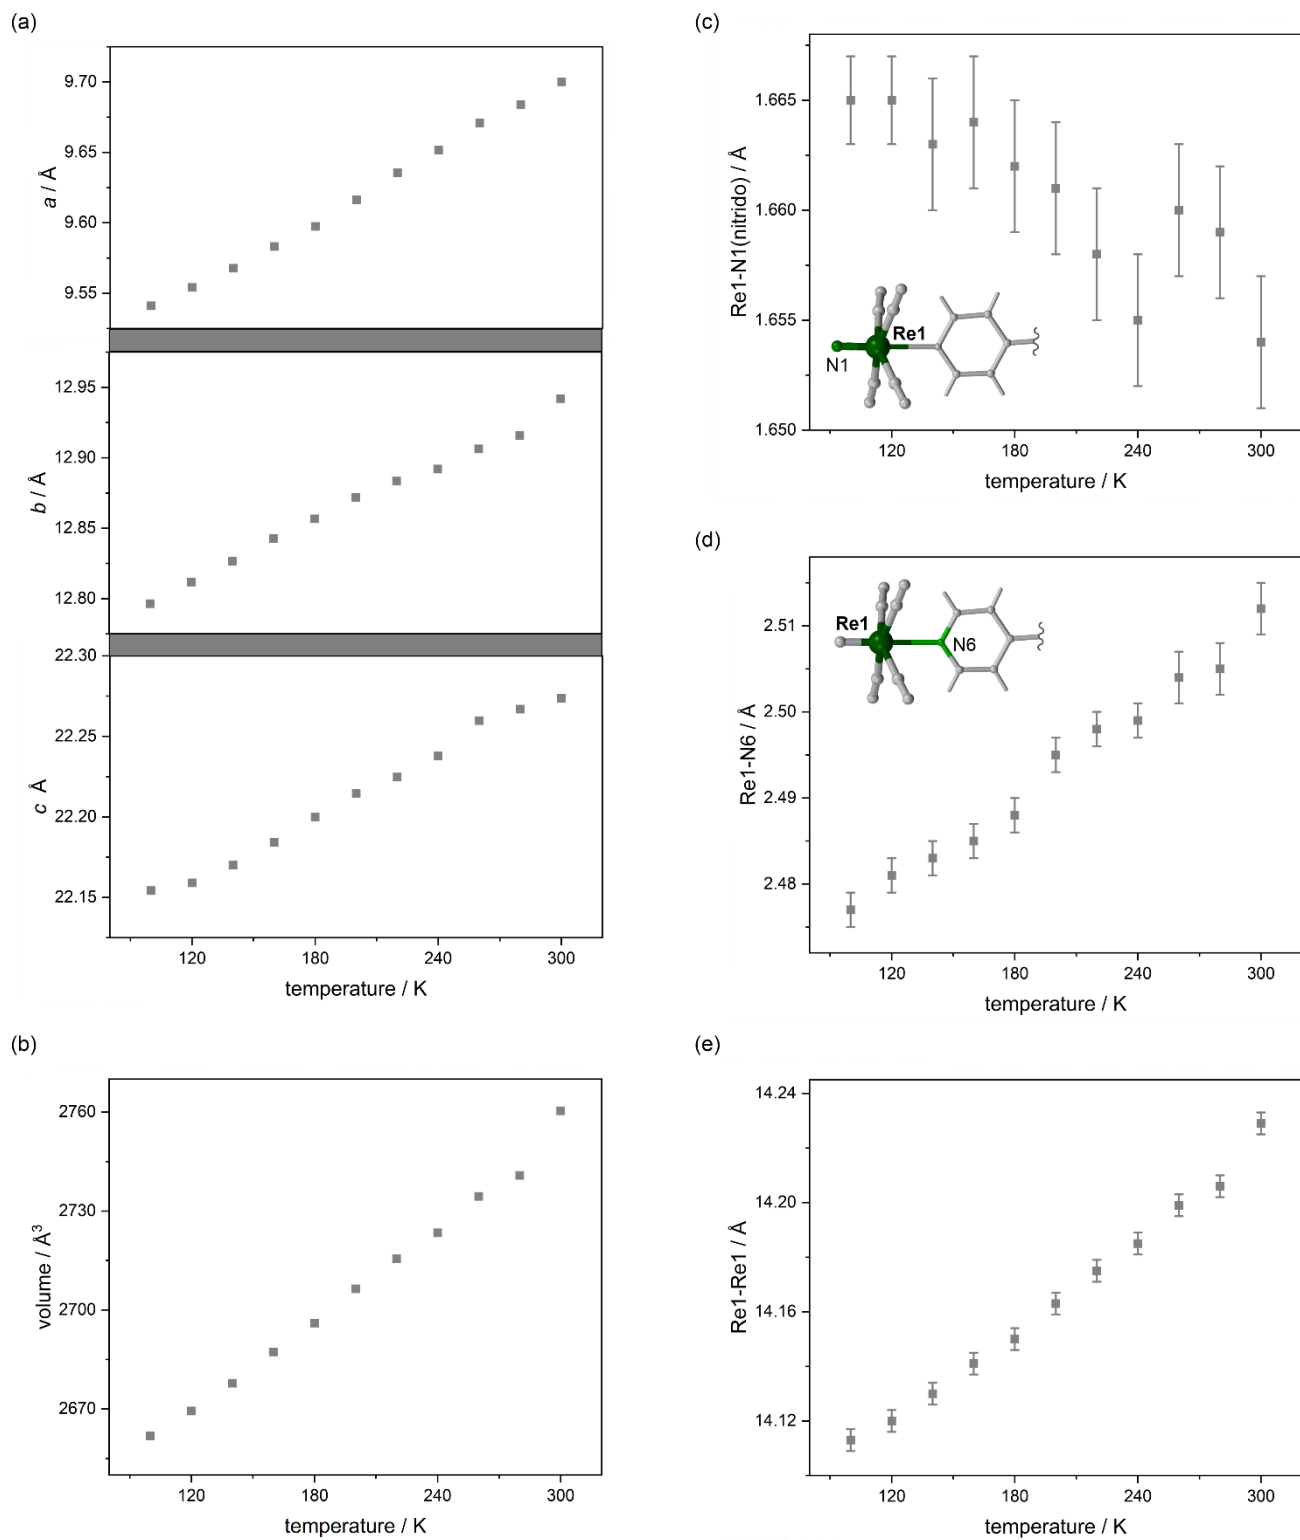 (a)
9.70
9.65
9.60
9.55
a / Å
12.95
12.90
12.85
12.80
b / Å
22.30
22.25
22.20
22.15
c Å
120 180 240 300
temperature / K
(b)
2760
2730
2700
2670
volume / Å³
120 180 240 300
temperature / K
(c)
1.665
1.660
1.655
1.650
Re1-N1(nitrido) / Å
Re1
N1
120 180 240 300
temperature / K
(d)
2.51
2.50
2.49
2.48
Re1-N6 / Å
Re1
N6
120 180 240 300
temperature / K
(e)
14.24
14.20
14.16
14.12
Re1-Re1 / Å
120 180 240 300
temperature / K